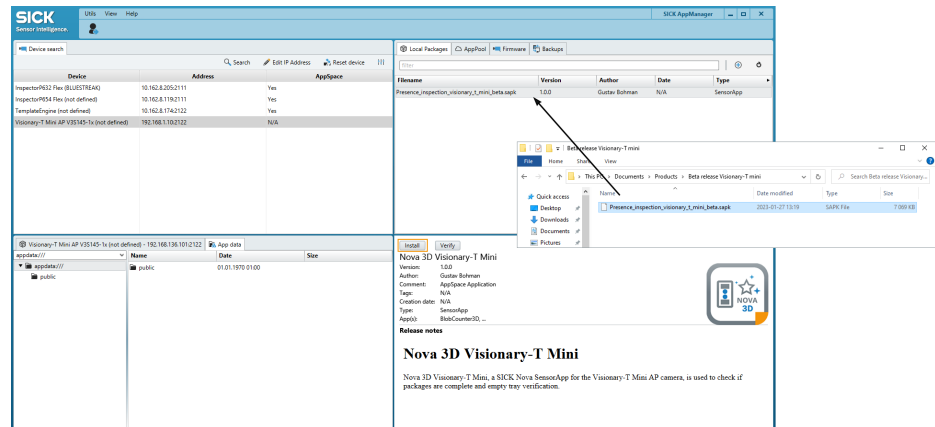 SICK
Sensor Intelligence.
Utils View Help
SICK AppManager
Device search
Search Edit IP Address Reset device
Device Address AppSpace
InspectorP632 Flex (BLUESTREAK) 10.162.8.205:2111 Yes
InspectorP654 Flex (not defined) 10.162.8.119:2111 Yes
TemplateEngine (not defined) 10.162.8.174:2122 Yes
Visionary-T Mini AP V3S145-1x (not defined) 192.168.1.10:2122 N/A
Local Packages AppPool Firmware Backups
Filter
Filename Version Author Date Type
Presence_inspection_visionary_t_mini_beta.sapk 1.0.0 Gustav Bohman N/A SensorApp
Beta release Visionary-T mini
File Home Share View
This PC > Documents > Products > Beta release Visionary-T mini
Search Beta release Visionary...
Quick access
Desktop
Downloads
Documents
Pictures
Name Date modified Type Size
Presence_inspection_visionary_t_mini_beta.sapk 2023-01-27 13:19 SAPK File 7 069 KB
Visionary-T Mini AP V3S145-1x (not defined) - 192.168.136.101:2122 App data
appdata:///
appdata:///
public
Name Date Size
public 01.01.1970 01:00
Install Verify
Nova 3D Visionary-T Mini
Version: 1.0.0
Author: Gustav Bohman
Comment: AppSpace Application
Tags: N/A
Creation date: N/A
Type: SensorApp
App(s): BlobCounter3D, ...
NOVA
3D
Release notes
Nova 3D Visionary-T Mini
Nova 3D Visionary-T Mini, a SICK Nova SensorApp for the Visionary-T Mini AP camera, is used to check if
packages are complete and empty tray verification.